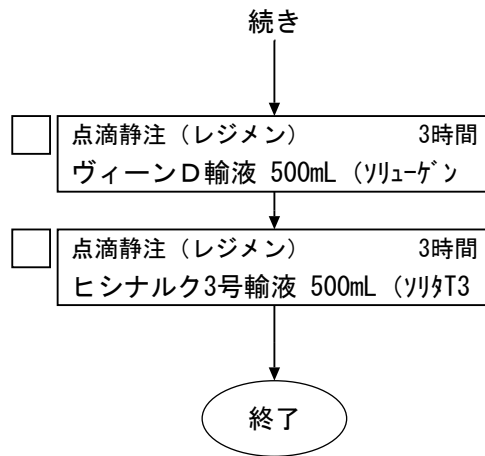 続き
点滴静注（レジメン） 3時間
ヴィーンＤ輸液 500mL（ｿﾘｭｰｹﾞﾝ
点滴静注（レジメン） 3時間
ヒシナルク3号輸液 500mL（ｿﾘﾀT3
終了